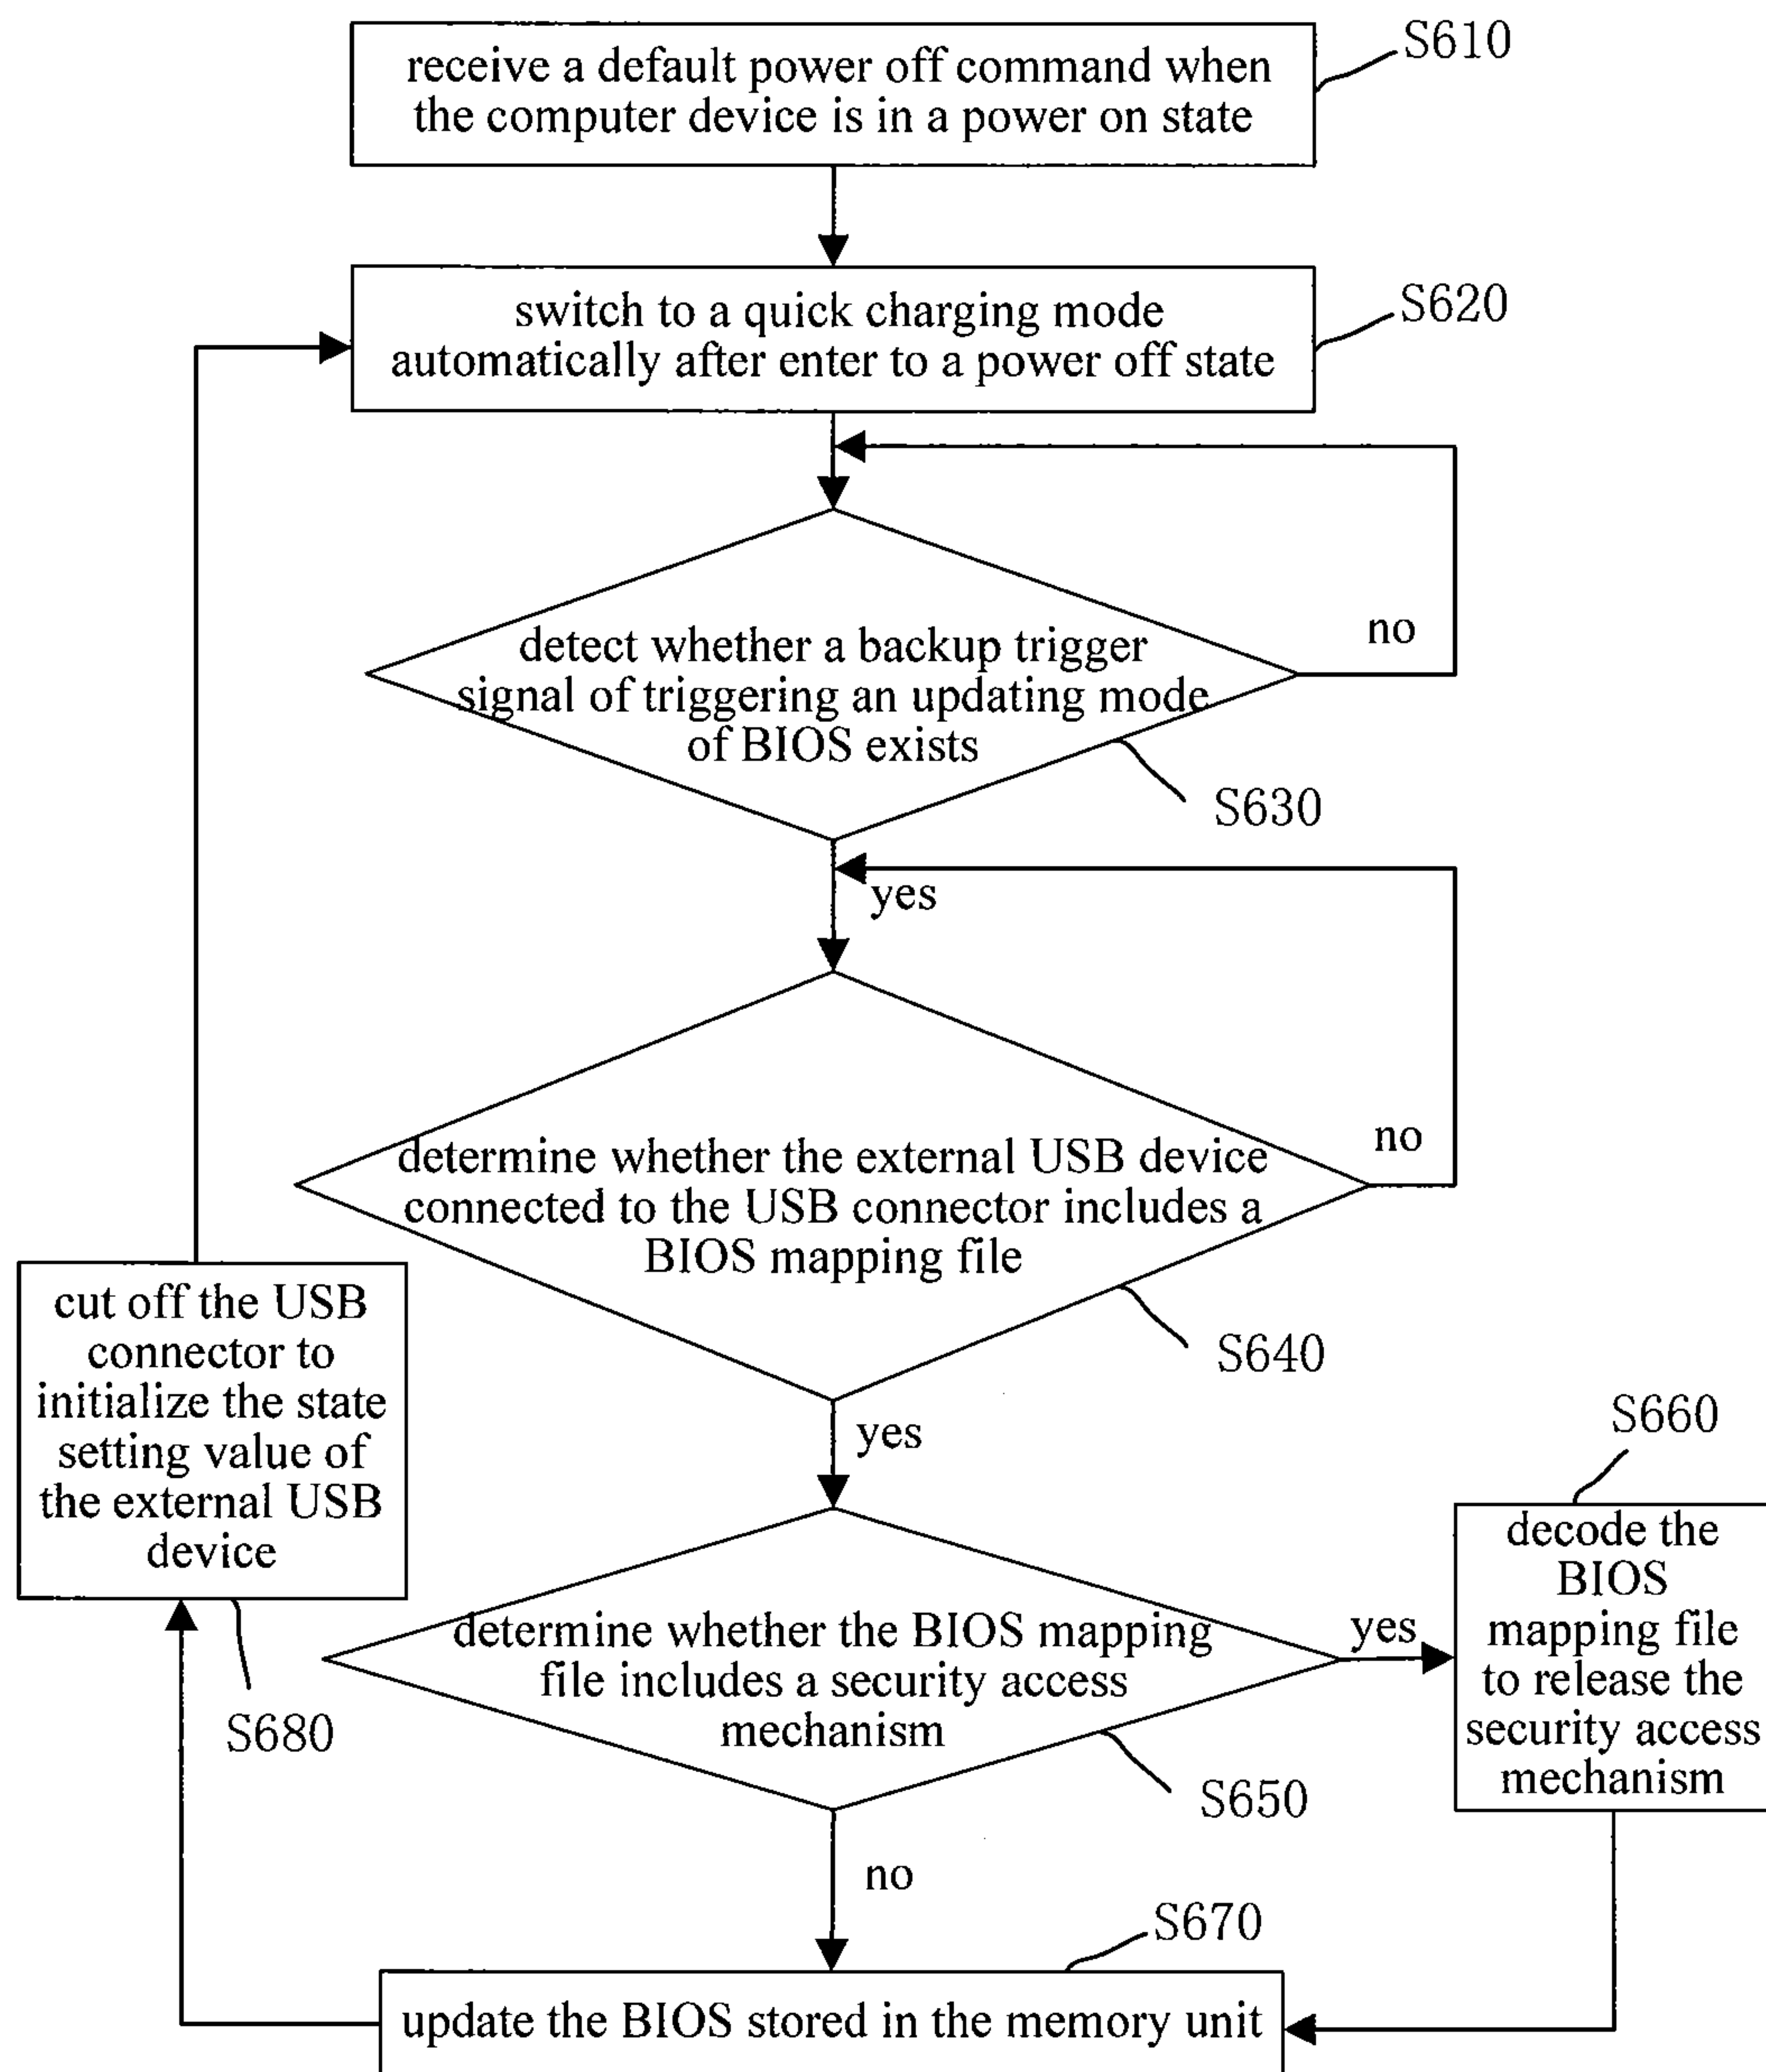 receive a default power off command when
the computer device is in a power on state
S610
switch to a quick charging mode
automatically after enter to a power off state
S620
detect whether a backup trigger
signal of triggering an updating mode
of BIOS exists
no
S630
yes
determine whether the external USB device
connected to the USB connector includes a
BIOS mapping file
no
S640
yes
cut off the USB
connector to
initialize the state
setting value of
the external USB
device
S680
determine whether the BIOS mapping
file includes a security access
mechanism
yes
S650
S660
decode the
BIOS
mapping file
to release the
security access
mechanism
no
S670
update the BIOS stored in the memory unit